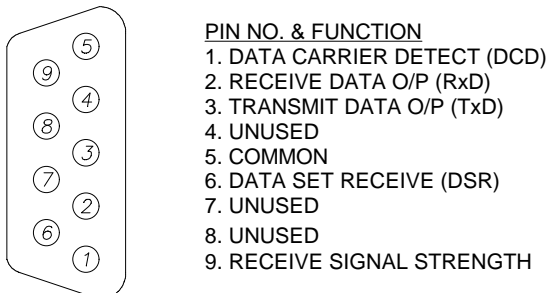 5
9
4
8
3
7
2
6
1
PIN NO. & FUNCTION
1. DATA CARRIER DETECT (DCD)
2. RECEIVE DATA O/P (RxD)
3. TRANSMIT DATA O/P (TxD)
4. UNUSED
5. COMMON
6. DATA SET RECEIVE (DSR)
7. UNUSED
8. UNUSED
9. RECEIVE SIGNAL STRENGTH